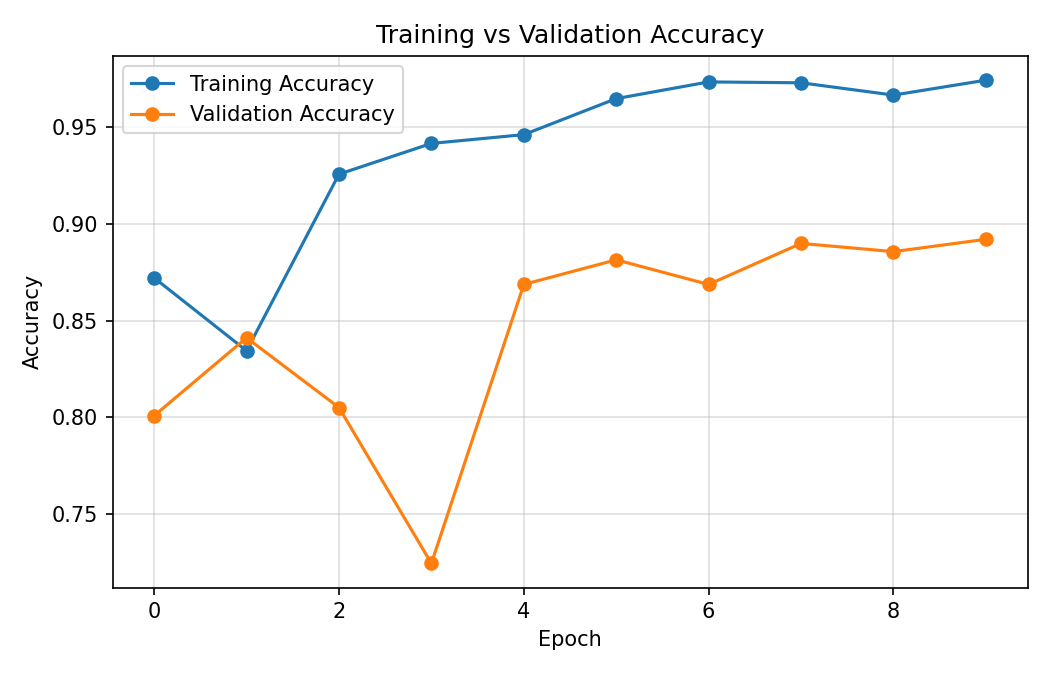 Training vs Validation Accuracy
Training Accuracy
Validation Accuracy
0.95
0.90
0.85
0.80
0.75
Accuracy
0 2 4 6 8
Epoch